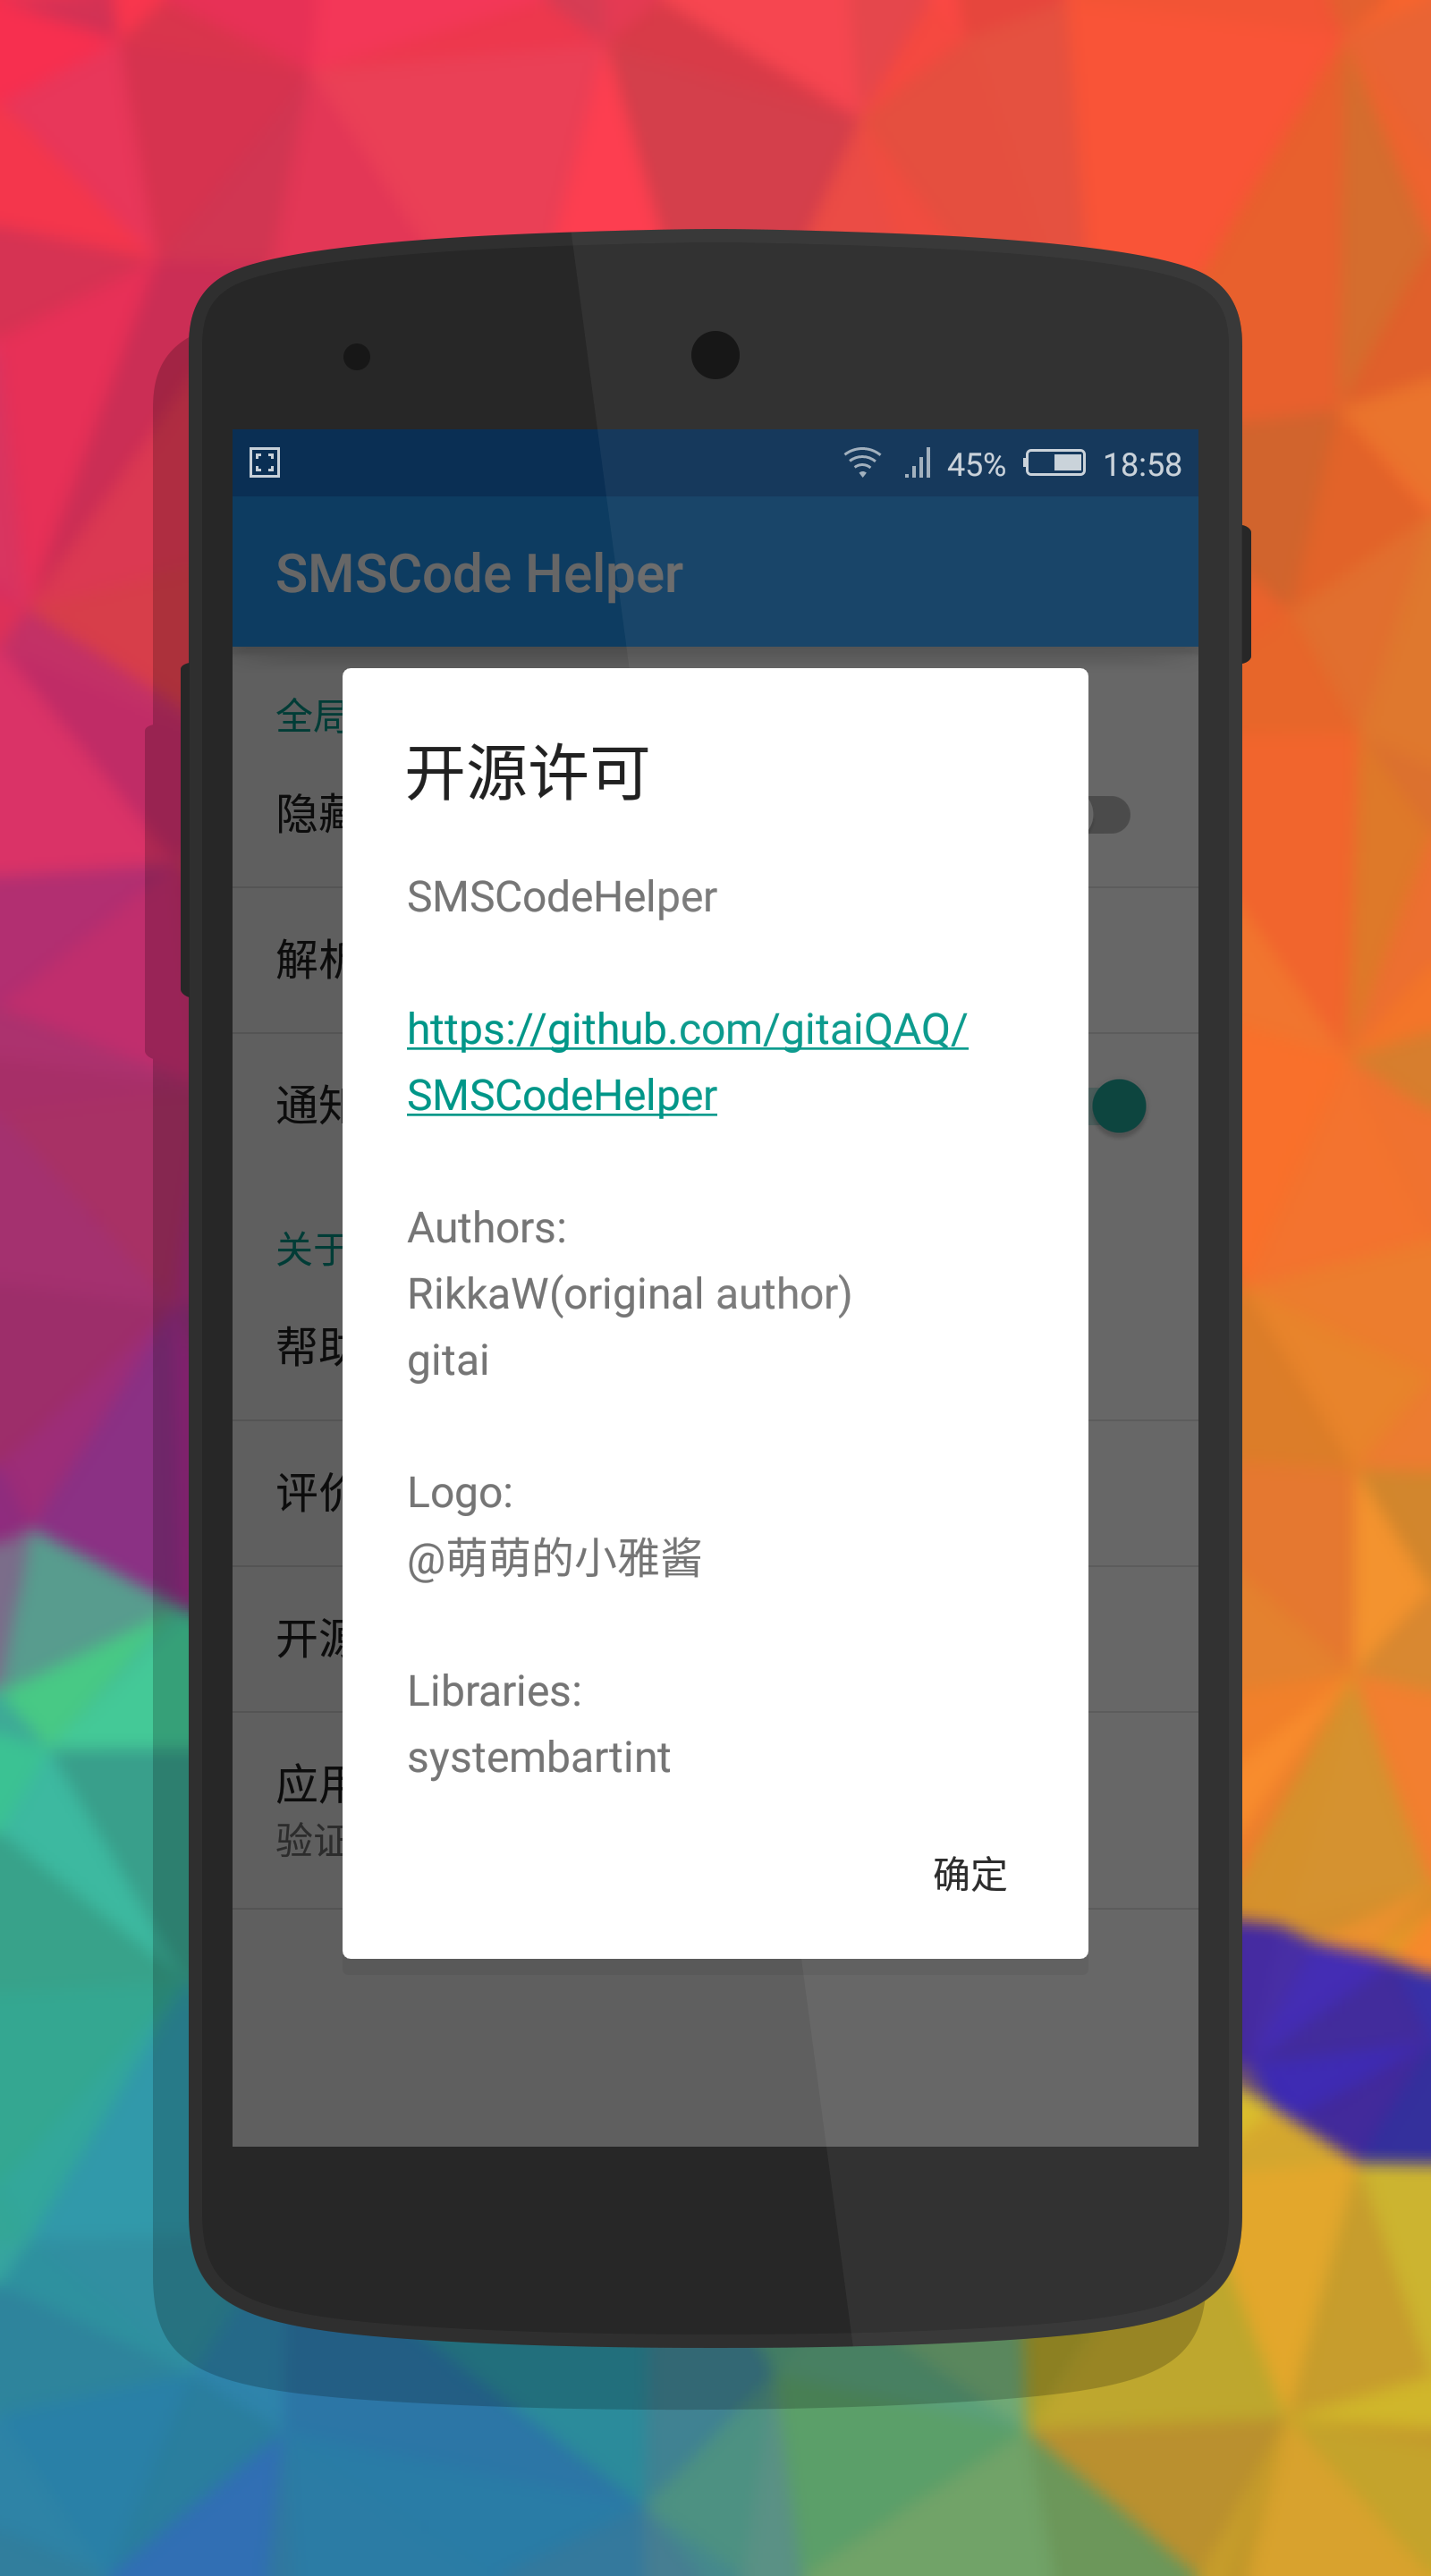 45% 18:58
SMSCode Helper
全局
隐藏
解析
通知
关于
帮助
评价
开源
应用
验证
开源许可
SMSCodeHelper
https://github.com/gitaiQAQ/
SMSCodeHelper
Authors:
RikkaW(original author)
gitai
Logo:
@萌萌的小雅酱
Libraries:
systembartint
确定